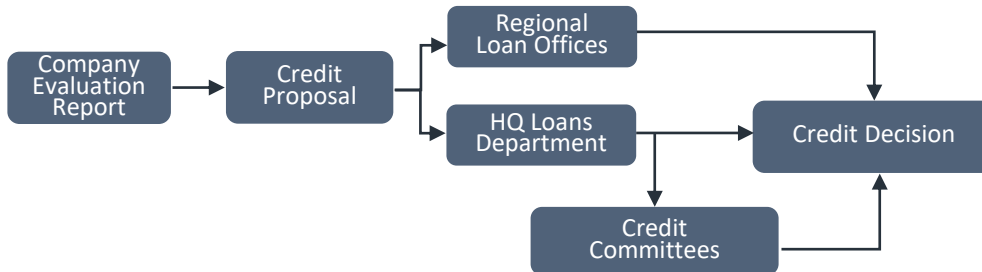 Company
Evaluation
Report
Credit
Proposal
Regional
Loan Offices
HQ Loans
Department
Credit
Committees
Credit Decision